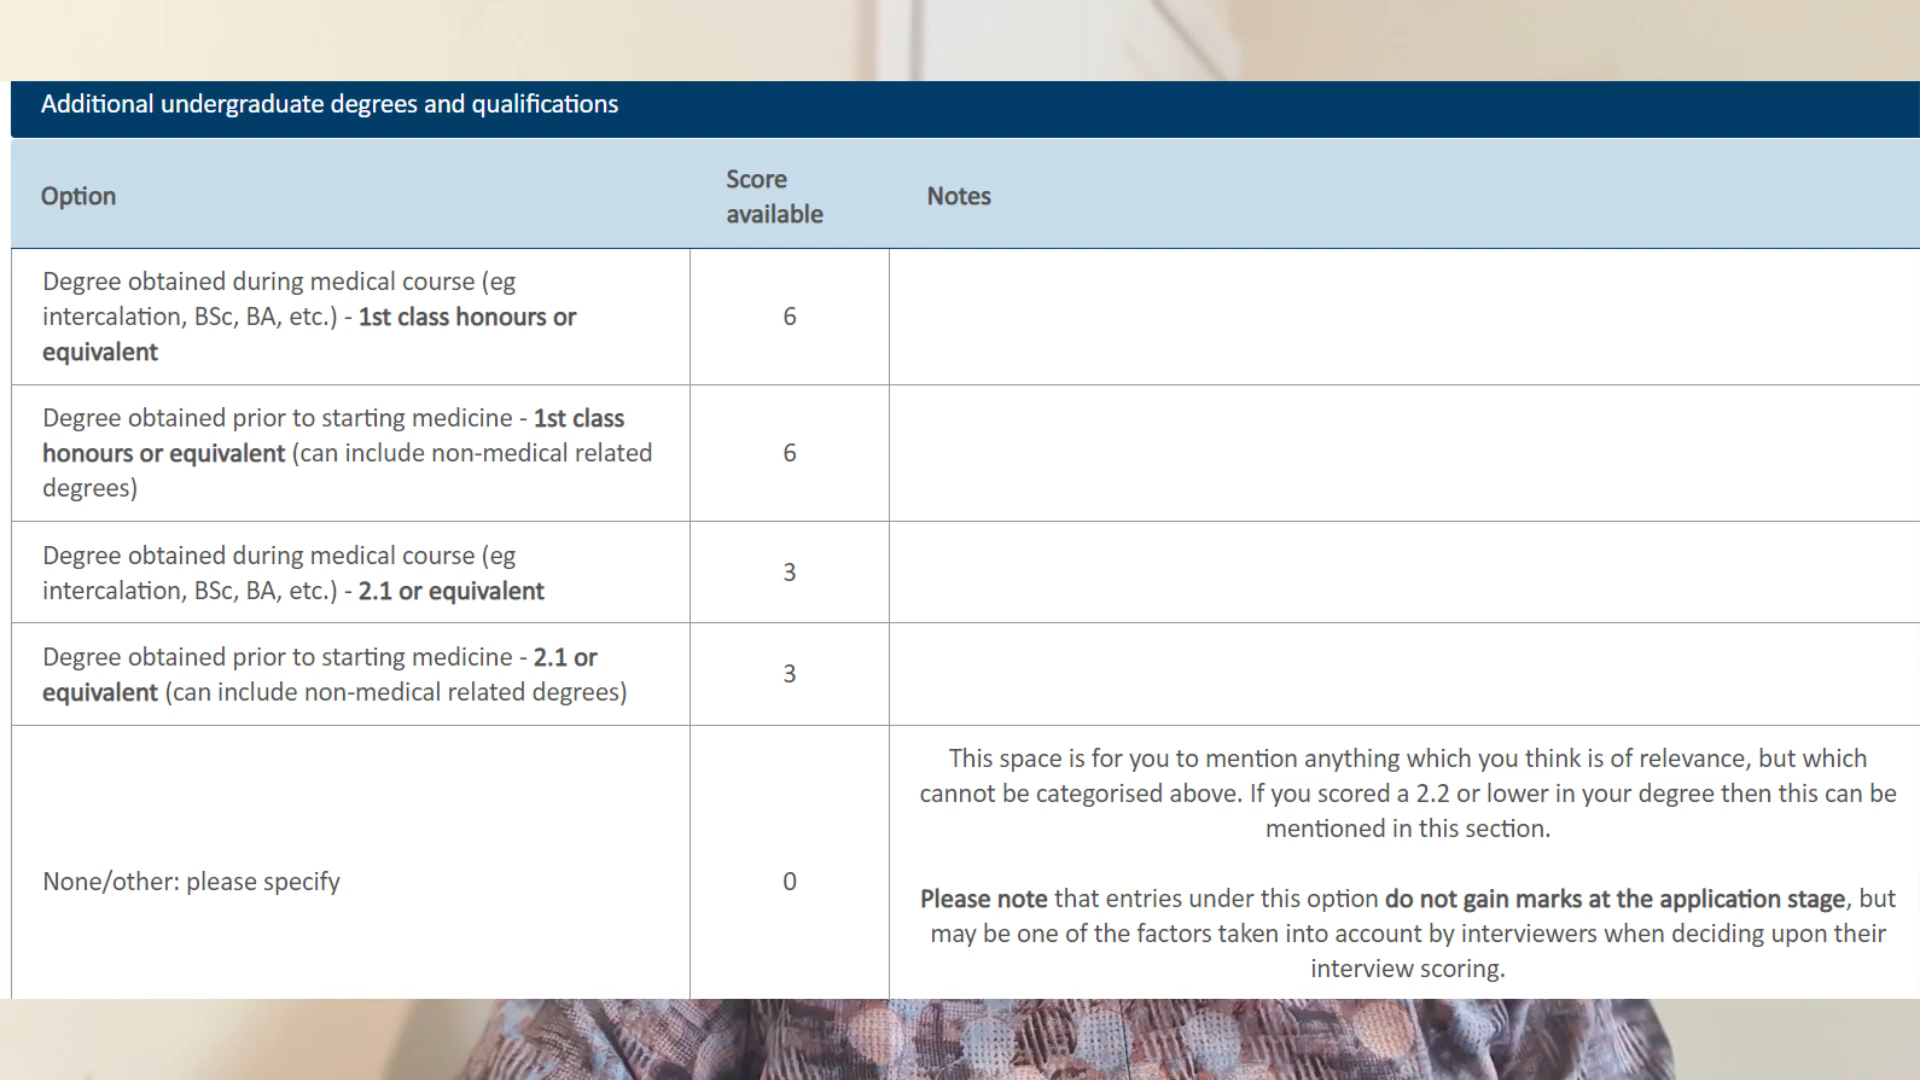 Additional undergraduate degrees and qualifications
Option
Score
available
Notes
Degree obtained during medical course (eg
intercalation, BSc, BA, etc.) - 1st class honours or
equivalent
6
Degree obtained prior to starting medicine - 1st class
honours or equivalent (can include non-medical related
degrees)
6
Degree obtained during medical course (eg
intercalation, BSc, BA, etc.) - 2.1 or equivalent
3
Degree obtained prior to starting medicine - 2.1 or
equivalent (can include non-medical related degrees)
3
None/other: please specify
0
This space is for you to mention anything which you think is of relevance, but which
cannot be categorised above. If you scored a 2.2 or lower in your degree then this can be
mentioned in this section.
Please note that entries under this option do not gain marks at the application stage, but
may be one of the factors taken into account by interviewers when deciding upon their
interview scoring.